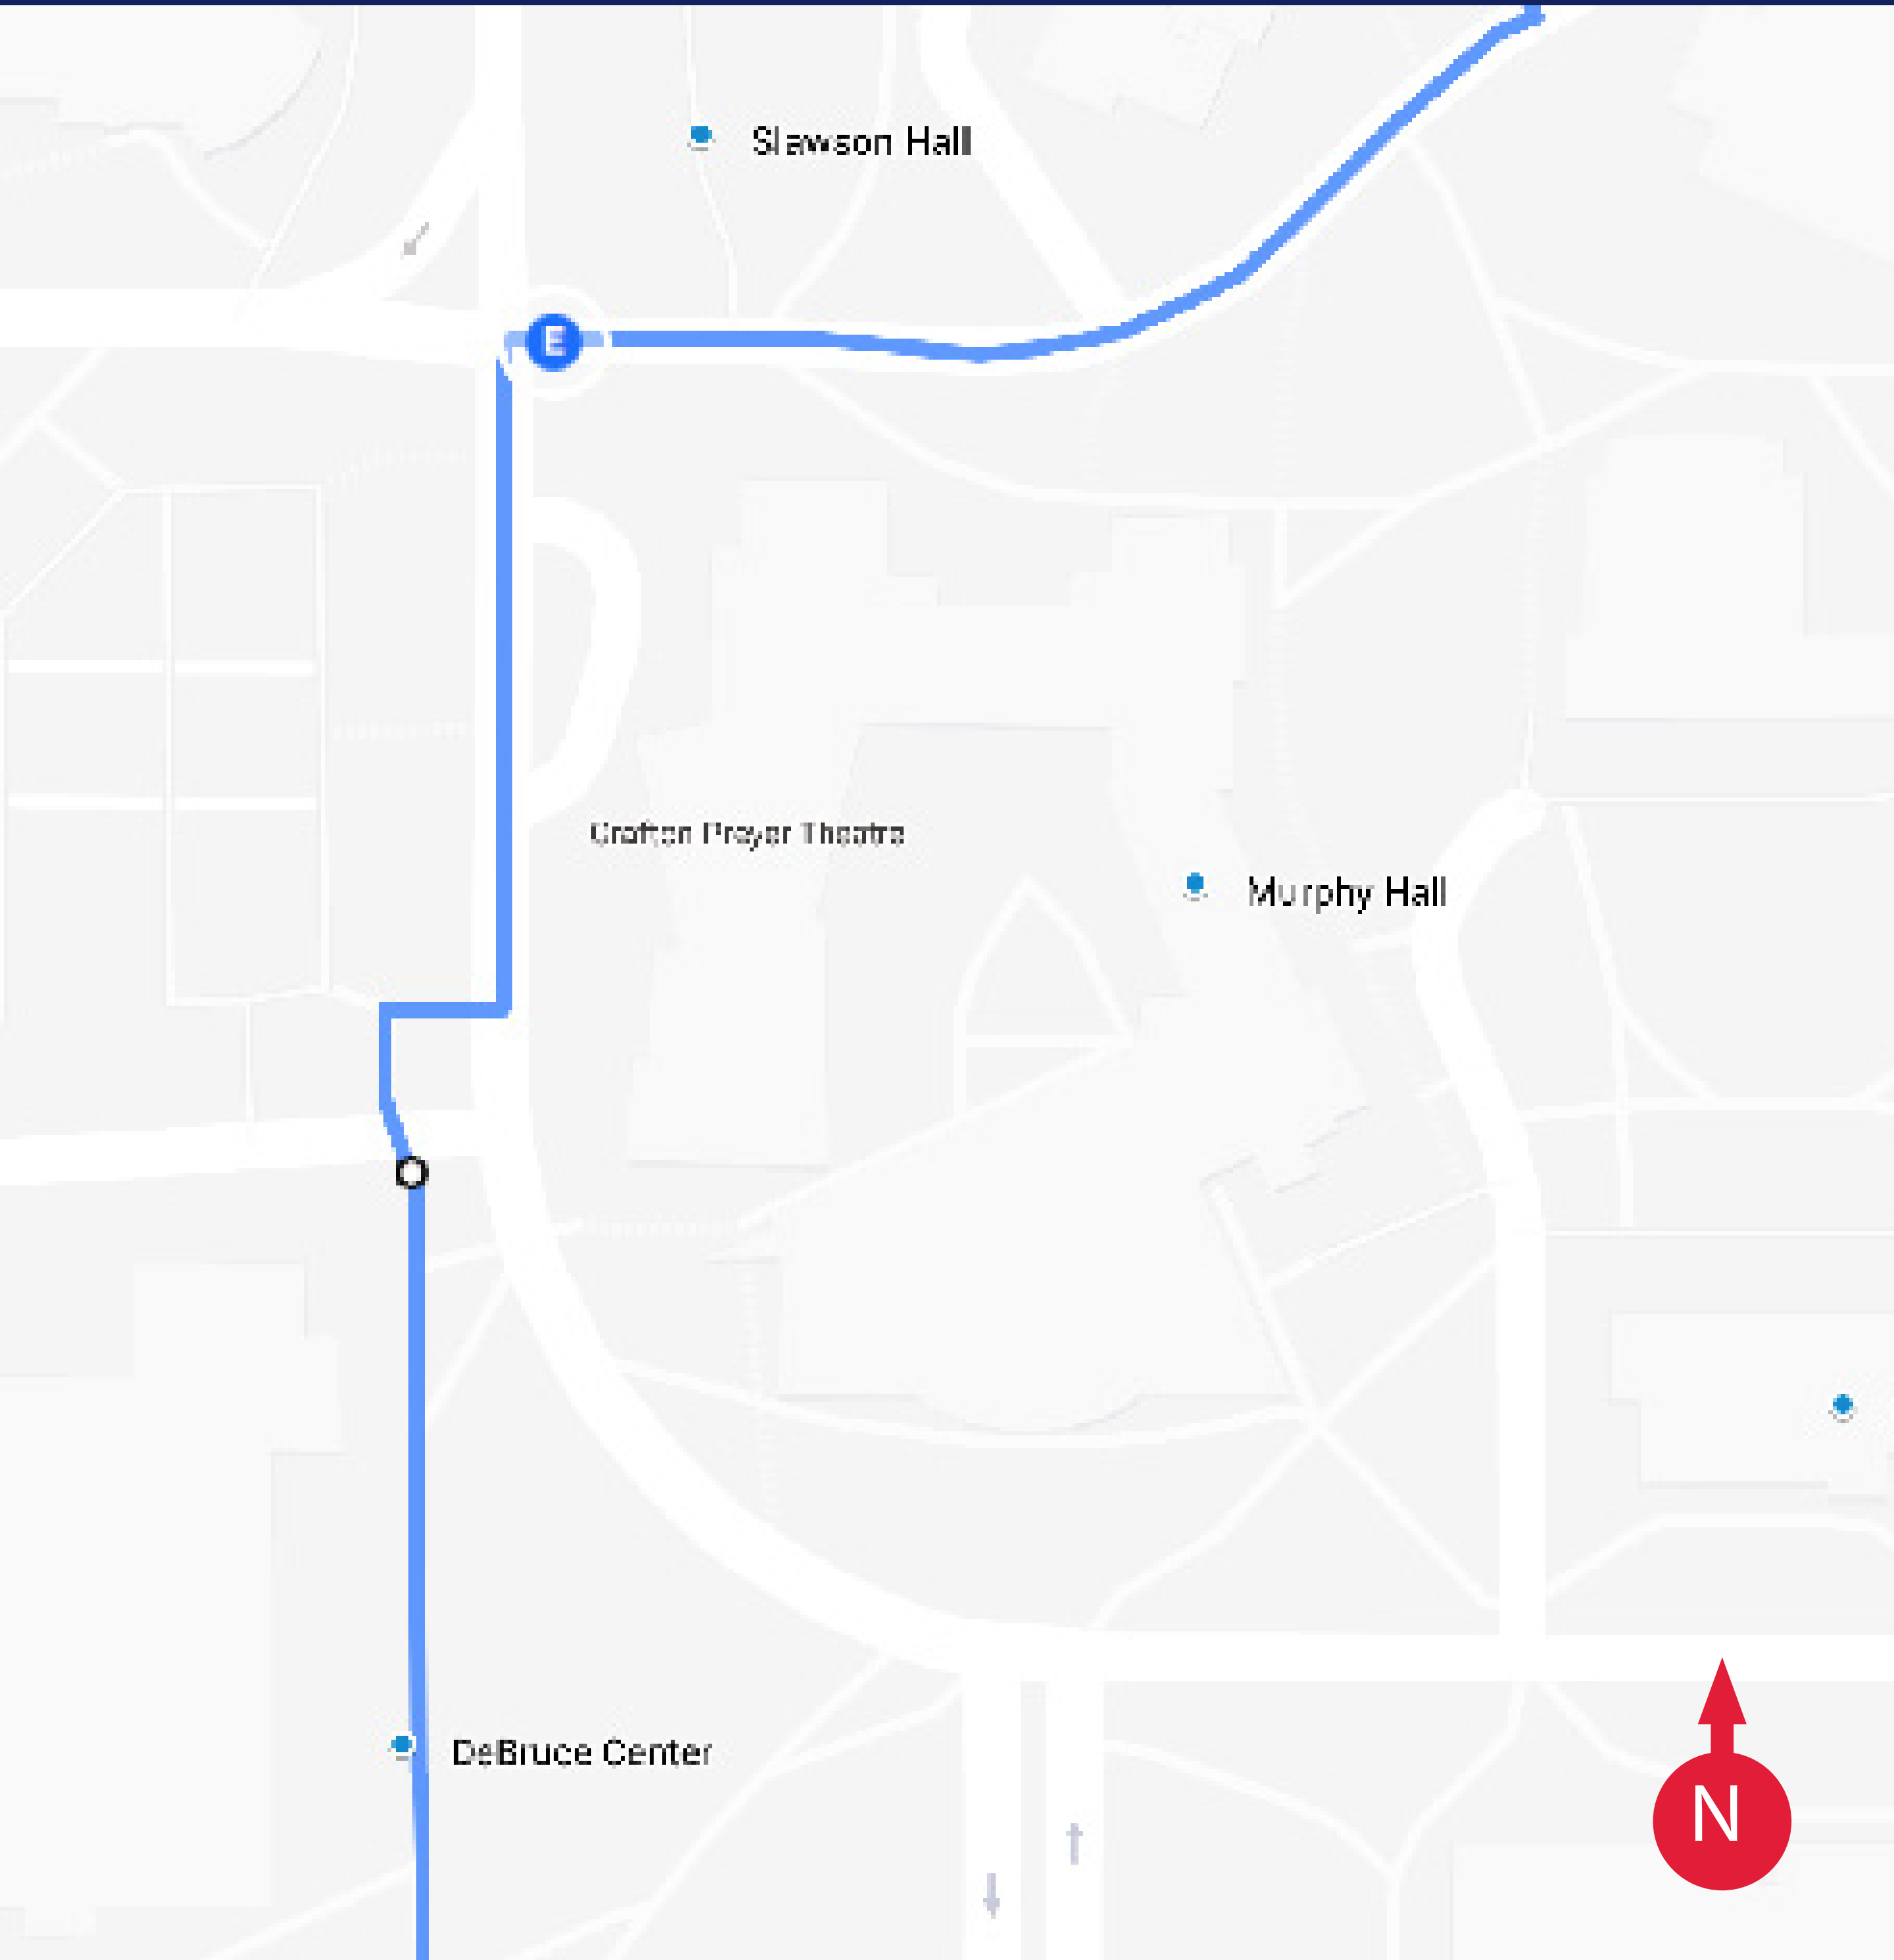 Slawson Hall
E
Crafton Preyer Theatre
Murphy Hall
DeBruce Center
N